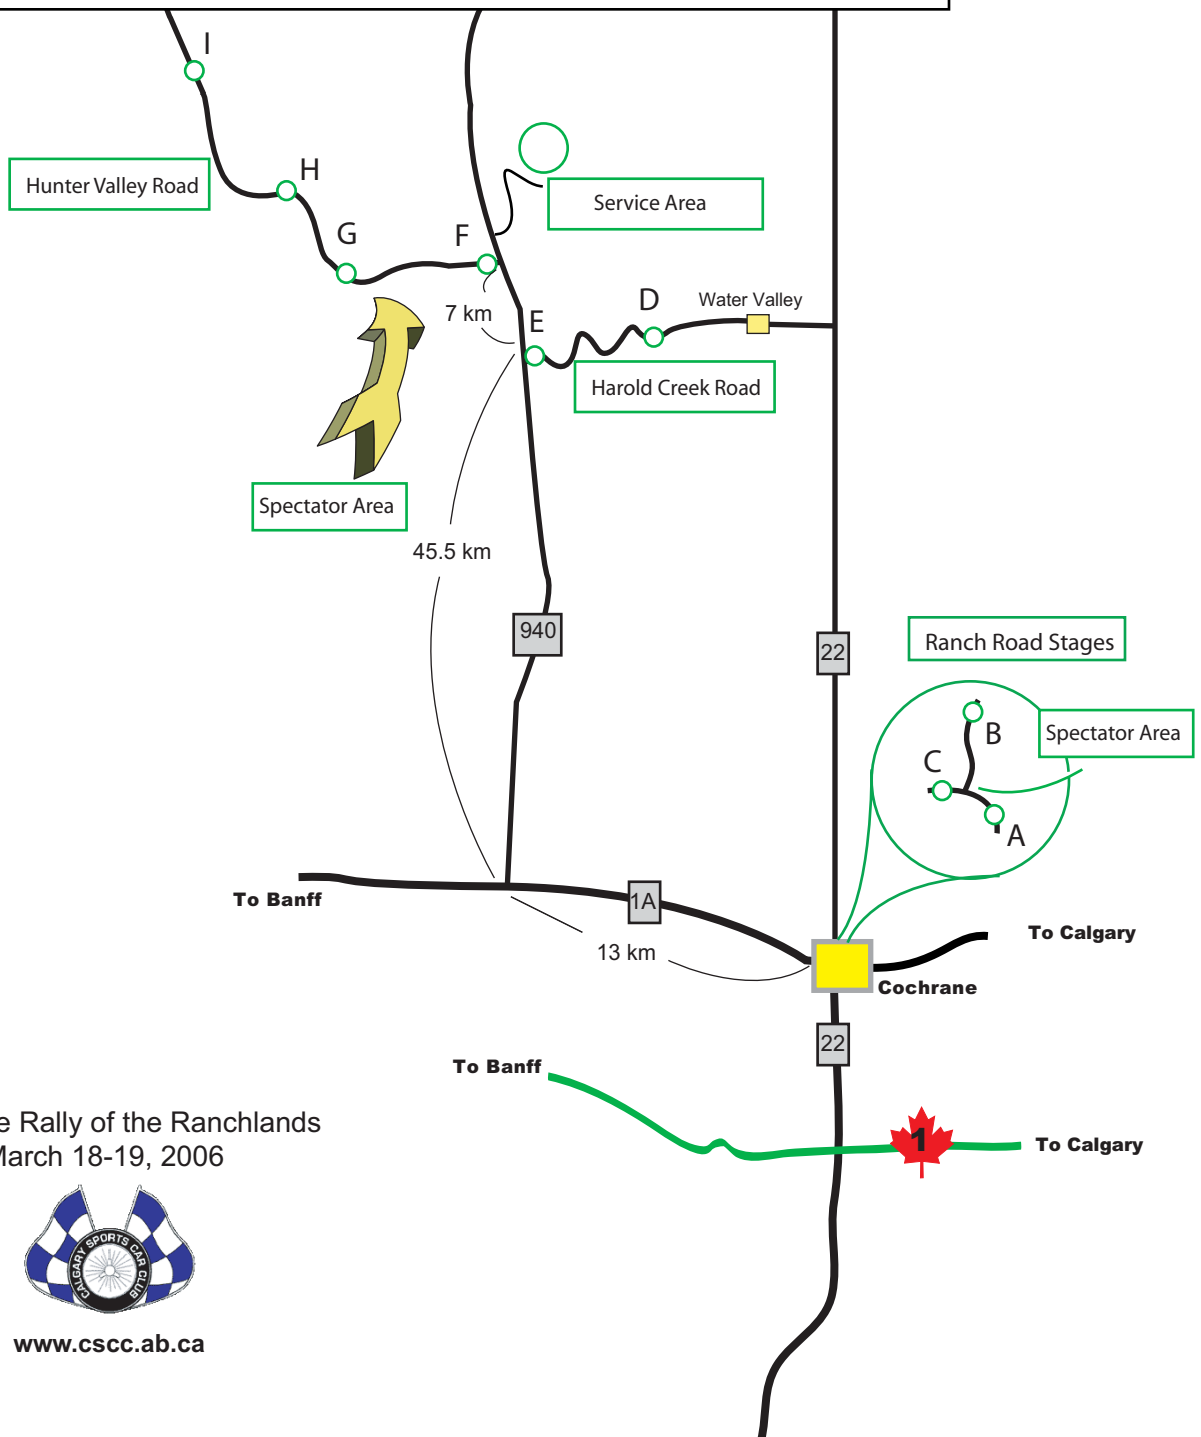 I
H
Hunter Valley Road
Service Area
G
F
7 km
E
D
Water Valley
Harold Creek Road
Spectator Area
45.5 km
940
22
Ranch Road Stages
B
Spectator Area
C
A
To Banff
1A
13 km
To Calgary
Cochrane
22
To Banff
1
To Calgary
e Rally of the Ranchlands
March 18-19, 2006
CALGARY SPORTS CAR CLUB
www.cscc.ab.ca